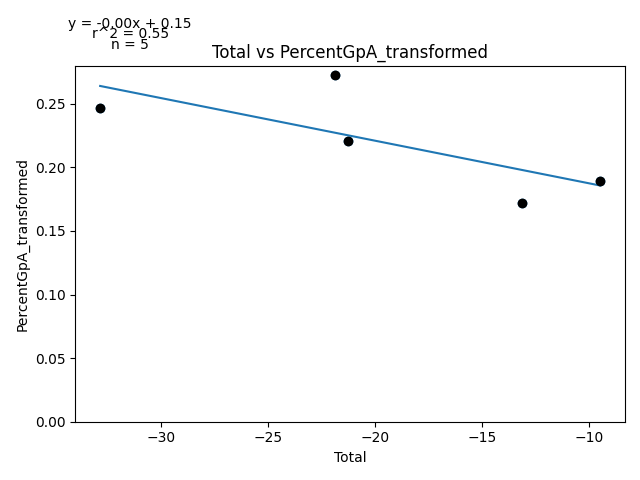 y = -0.00x + 0.15
r^2 = 0.55
n = 5
Total vs PercentGpA_transformed
PercentGpA_transformed
0.25
0.20
0.15
0.10
0.05
0.00
−30
−25
−20
−15
−10
Total